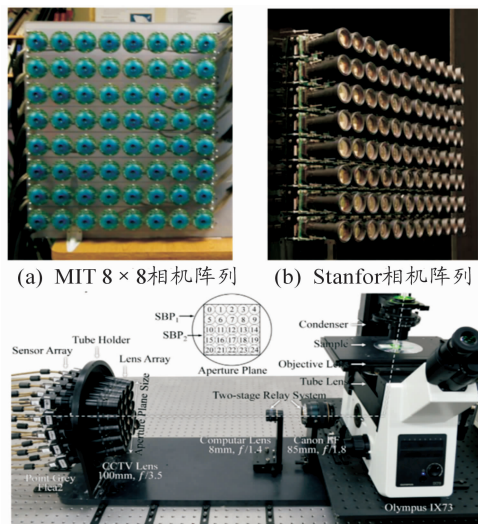 (a) MIT 8 × 8相机阵列
(b) Stanfor相机阵列
SBP1
SBP2
0 1 2 3 4
5 6 7 8 9
10 11 12 13 14
15 16 17 18 19
20 21 22 23 24
Aperture Plane
Sensor Array
Tube Holder
Lens Array
Aperture Plane Size
Point Grey
Flea2
CCTV Lens
100mm, f/3.5
Two-stage Relay System
Computar Lens
8mm, f/1.4
Canon EF
85mm, f/1.8
Condenser
Sample
Objective Lens
Tube Lens
Olympus IX73